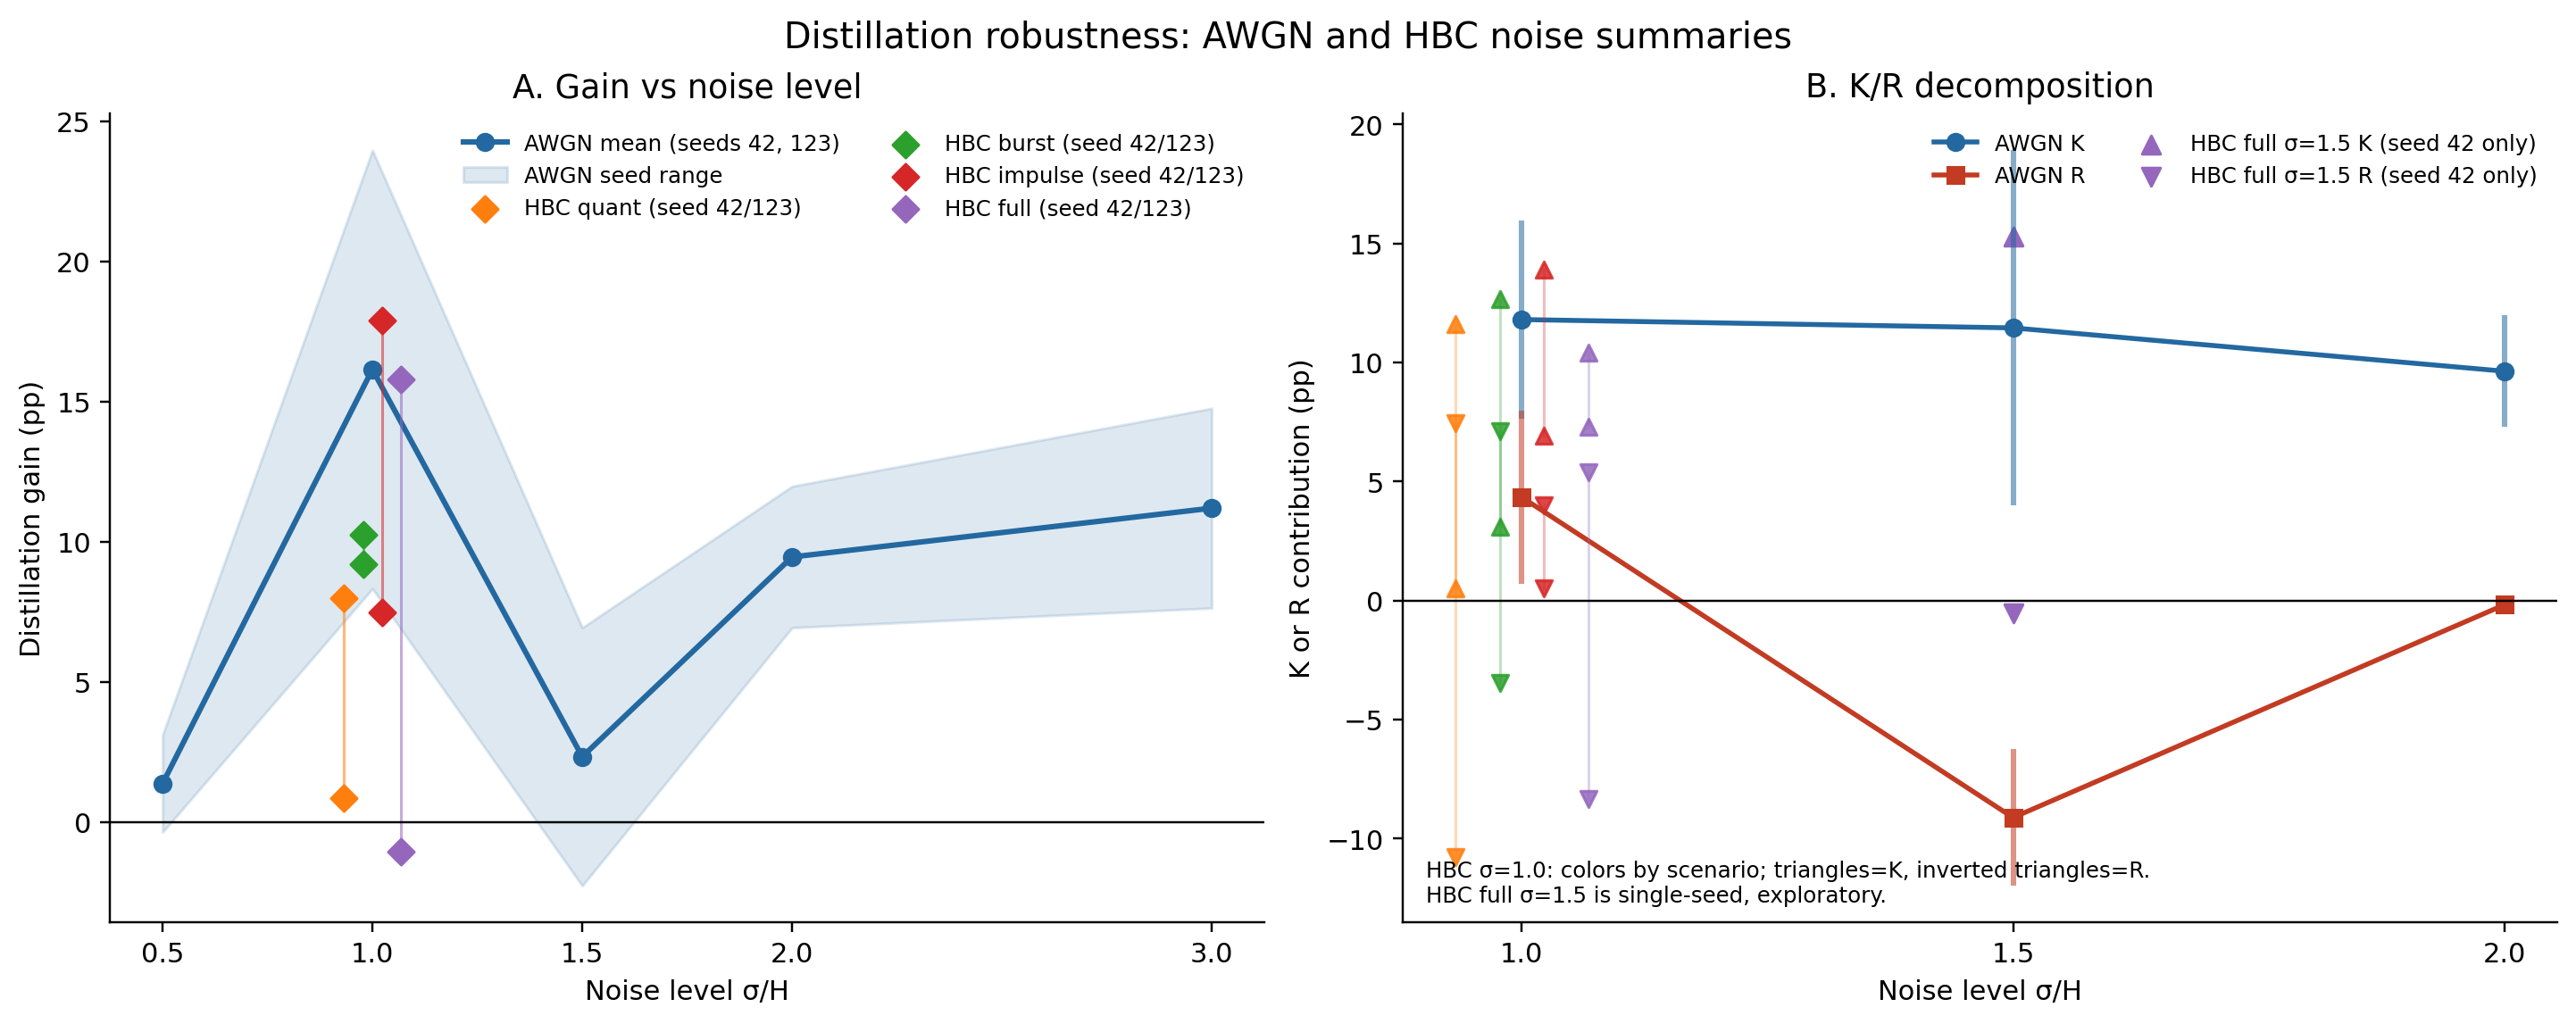 Distillation robustness: AWGN and HBC noise summaries
A. Gain vs noise level
25
20
15
10
5
0
Distillation gain (pp)
AWGN mean (seeds 42, 123)
AWGN seed range
HBC quant (seed 42/123)
HBC burst (seed 42/123)
HBC impulse (seed 42/123)
HBC full (seed 42/123)
0.5 1.0 1.5 2.0 3.0
Noise level σ/H
B. K/R decomposition
20
15
10
5
0
−5
−10
K or R contribution (pp)
AWGN K
AWGN R
HBC full σ=1.5 K (seed 42 only)
HBC full σ=1.5 R (seed 42 only)
HBC σ=1.0: colors by scenario; triangles=K, inverted triangles=R.
HBC full σ=1.5 is single-seed, exploratory.
1.0 1.5 2.0
Noise level σ/H